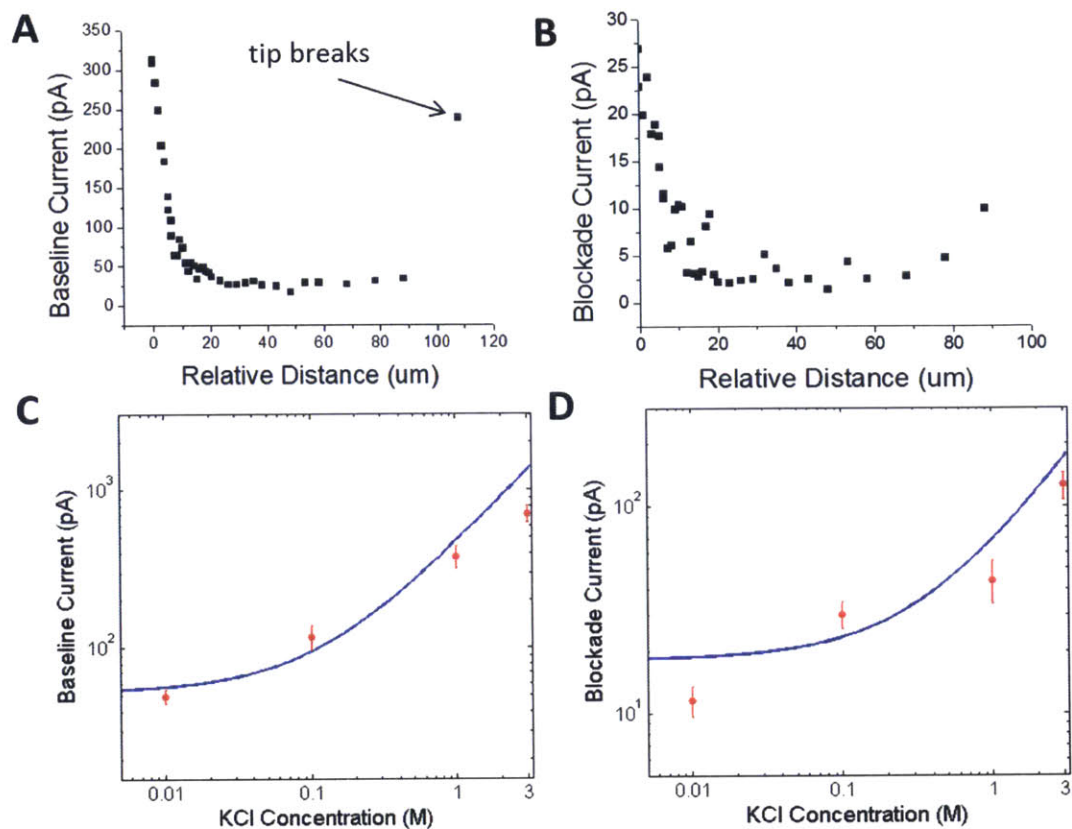 A
350
300
250
200
150
100
50
0
Baseline Current (pA)
tip breaks
0 20 40 60 80 100 120
Relative Distance (um)
B
30
25
20
15
10
5
0
Blockade Current (pA)
0 20 40 60 80 100
Relative Distance (um)
C
10³
10²
Baseline Current (pA)
0.01 0.1 1 3
KCl Concentration (M)
D
10²
10¹
Blockade Current (pA)
0.01 0.1 1 3
KCl Concentration (M)